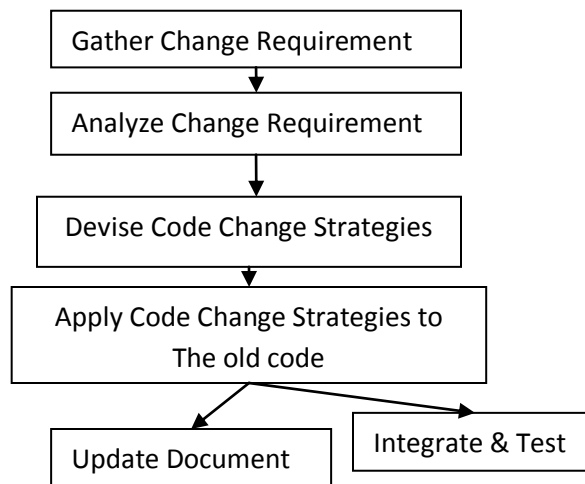 Gather Change Requirement
Analyze Change Requirement
Devise Code Change Strategies
Apply Code Change Strategies to
The old code
Update Document
Integrate & Test